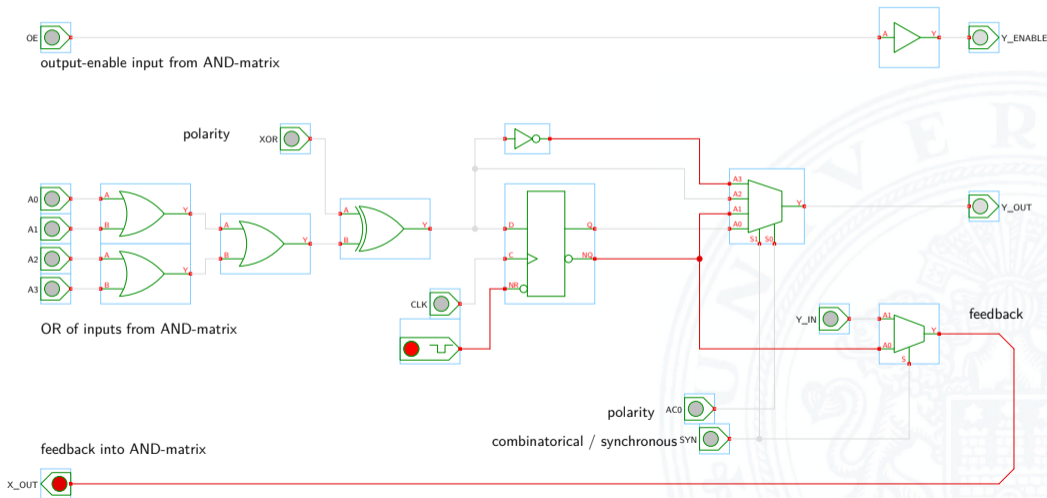 OE
A
Y
Y_ENABLE
output-enable input from AND-matrix
polarity
XOR
A3
A2
A1
A0
Y
S1
S0
Y_OUT
A0
A1
A2
A3
A
B
Y
A
B
Y
A
B
Y
A
B
Y
D
C
NR
Q
NQ
CLK
OR of inputs from AND-matrix
Y_IN
A1
A0
Y
S
feedback
polarity
AC0
combinatorical / synchronous
SYN
feedback into AND-matrix
X_OUT
UNIVER